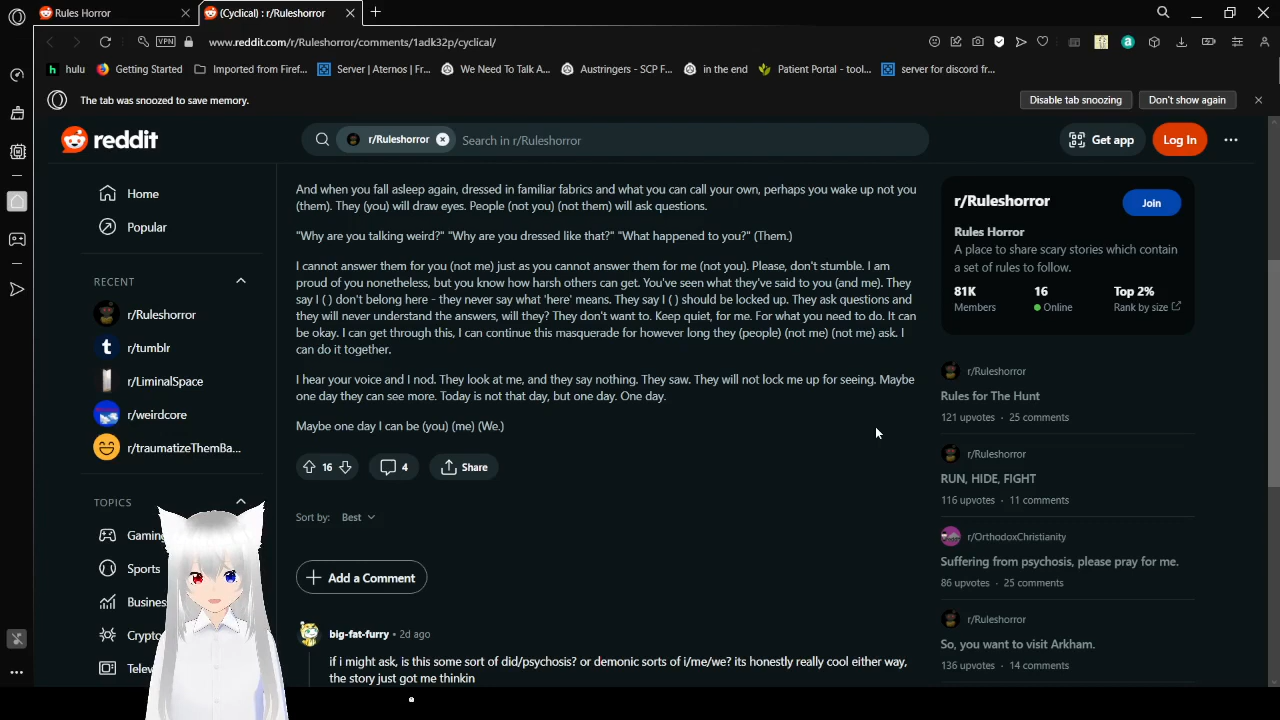 Rules Horror
(Cyclical) : r/Ruleshorror
VPN
www.reddit.com/r/Ruleshorror/comments/1adk32p/cyclical/
hulu
Getting Started
Imported from Firef...
Server | Aternos | Fr...
We Need To Talk A...
Austringers - SCP F...
in the end
Patient Portal - tool...
server for discord fr...
The tab was snoozed to save memory.
Disable tab snoozing
Don't show again
reddit
r/Ruleshorror
Search in r/Ruleshorror
Get app
Log In
Home
Popular
RECENT
r/Ruleshorror
r/tumblr
r/LiminalSpace
r/weirdcore
r/traumatizeThemBa...
TOPICS
Gaming
Sports
Busines
Crypto
Telev
And when you fall asleep again, dressed in familiar fabrics and what you can call your own, perhaps you wake up not you
(them). They (you) will draw eyes. People (not you) (not them) will ask questions.
"Why are you talking weird?" "Why are you dressed like that?" "What happened to you?" (Them.)
I cannot answer them for you (not me) just as you cannot answer them for me (not you). Please, don't stumble. I am
proud of you nonetheless, but you know how harsh others can get. You've seen what they've said to you (and me). They
say I ( ) don't belong here - they never say what 'here' means. They say I ( ) should be locked up. They ask questions and
they will never understand the answers, will they? They don't want to. Keep quiet, for me. For what you need to do. It can
be okay. I can get through this, I can continue this masquerade for however long they (people) (not me) (not me) ask. I
can do it together.
I hear your voice and I nod. They look at me, and they say nothing. They saw. They will not lock me up for seeing. Maybe
one day they can see more. Today is not that day, but one day. One day.
Maybe one day I can be (you) (me) (We.)
16
4
Share
Sort by:
Best
Add a Comment
big-fat-furry • 2d ago
if i might ask, is this some sort of did/psychosis? or demonic sorts of i/me/we? its honestly really cool either way,
the story just got me thinkin
r/Ruleshorror
Join
Rules Horror
A place to share scary stories which contain
a set of rules to follow.
81K
16
Top 2%
Members
Online
Rank by size
r/Ruleshorror
Rules for The Hunt
121 upvotes · 25 comments
r/Ruleshorror
RUN, HIDE, FIGHT
116 upvotes · 11 comments
r/OrthodoxChristianity
Suffering from psychosis, please pray for me.
86 upvotes · 25 comments
r/Ruleshorror
So, you want to visit Arkham.
136 upvotes · 14 comments